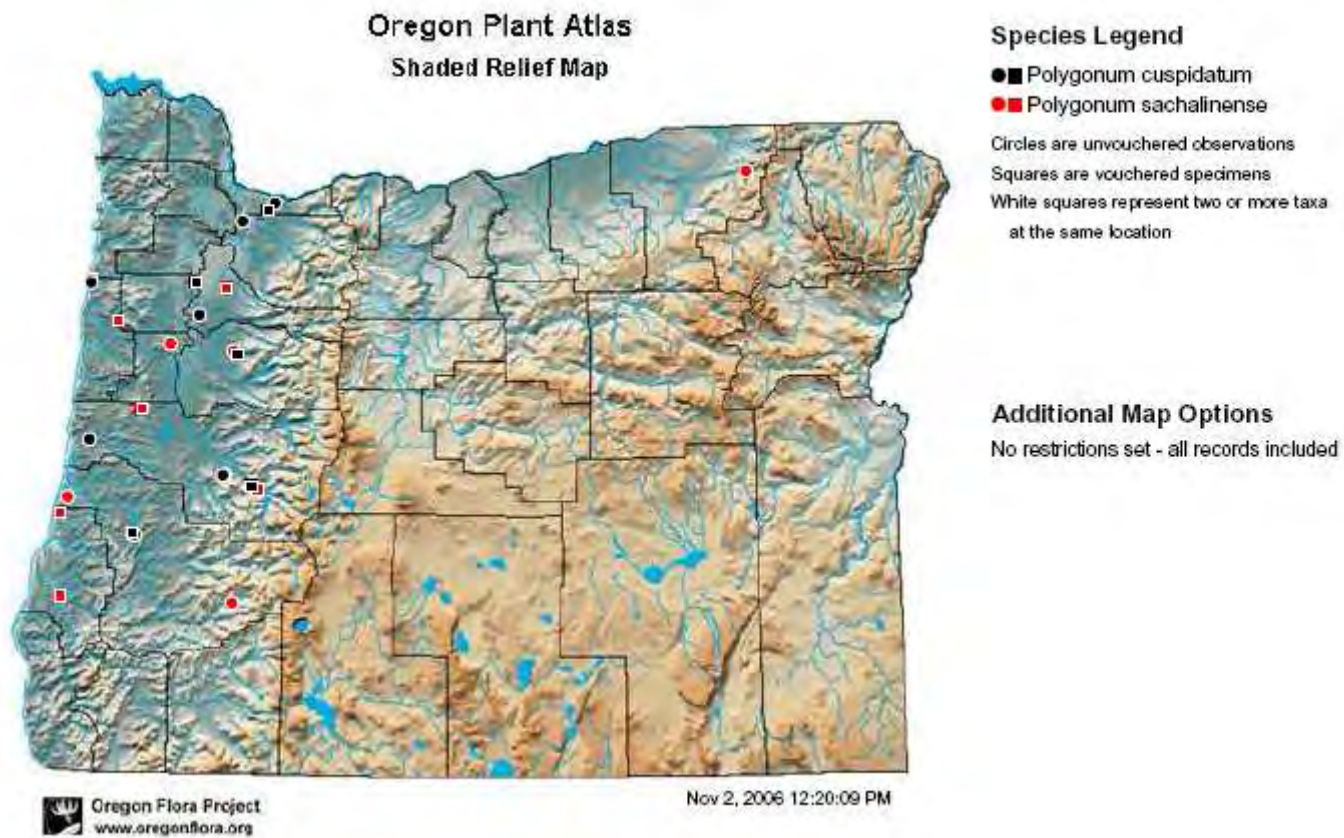 Oregon Plant Atlas
Shaded Relief Map
Species Legend
Polygonum cuspidatum
Polygonum sachalinense
Circles are unvouchered observations
Squares are vouchered specimens
White squares represent two or more taxa
at the same location
Additional Map Options
No restrictions set - all records included
Oregon Flora Project
www.oregonflora.org
Nov 2, 2006 12:20:09 PM